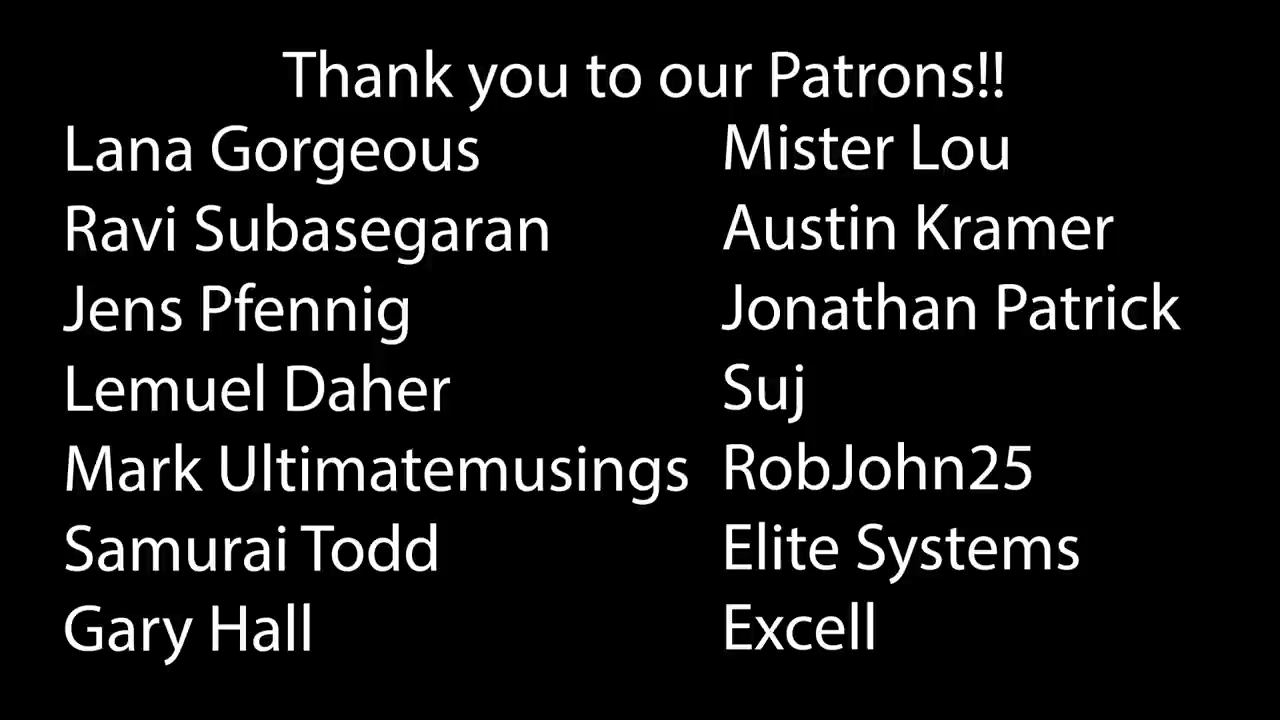 Thank you to our Patrons!!
Lana Gorgeous
Ravi Subasegaran
Jens Pfennig
Lemuel Daher
Mark Ultimatemusings
Samurai Todd
Gary Hall
Mister Lou
Austin Kramer
Jonathan Patrick
Suj
RobJohn25
Elite Systems
Excell